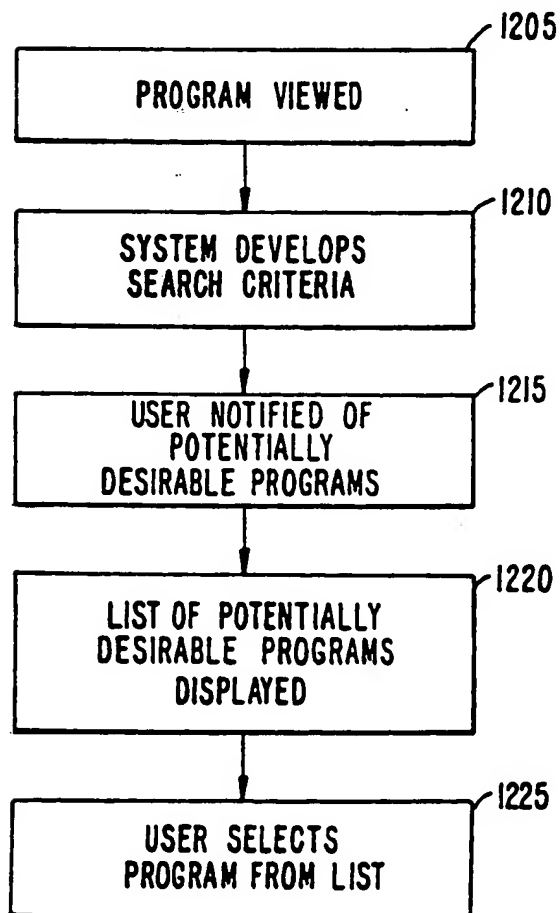 1205
PROGRAM VIEWED
1210
SYSTEM DEVELOPS
SEARCH CRITERIA
1215
USER NOTIFIED OF
POTENTIALLY
DESIRABLE PROGRAMS
1220
LIST OF POTENTIALLY
DESIRABLE PROGRAMS
DISPLAYED
1225
USER SELECTS
PROGRAM FROM LIST